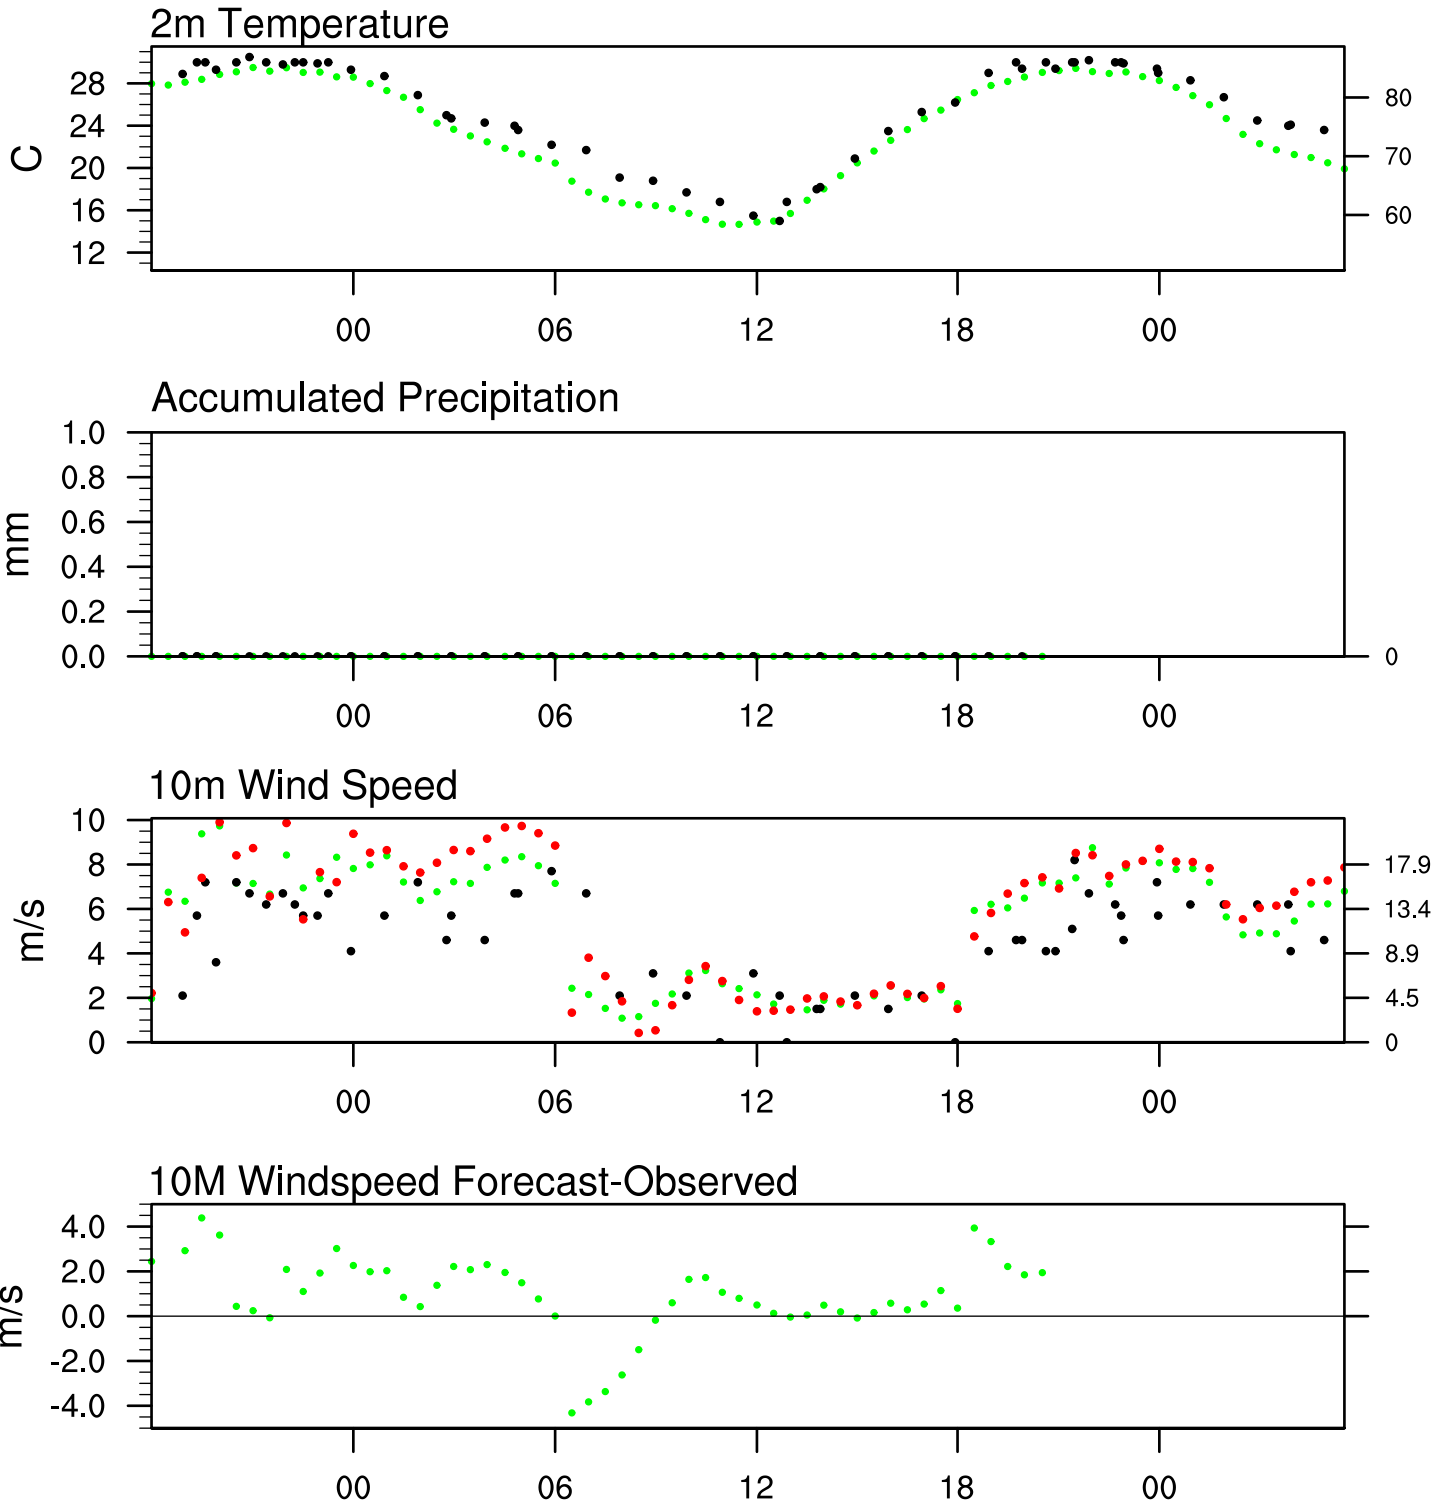 2m Temperature
28
24
20
16
12
C
80
70
60
00 06 12 18 00
Accumulated Precipitation
1.0
0.8
0.6
0.4
0.2
0.0
mm
0
00 06 12 18 00
10m Wind Speed
10
8
6
4
2
0
m/s
17.9
13.4
8.9
4.5
0
00 06 12 18 00
10M Windspeed Forecast-Observed
4.0
2.0
0.0
-2.0
-4.0
m/s
00 06 12 18 00